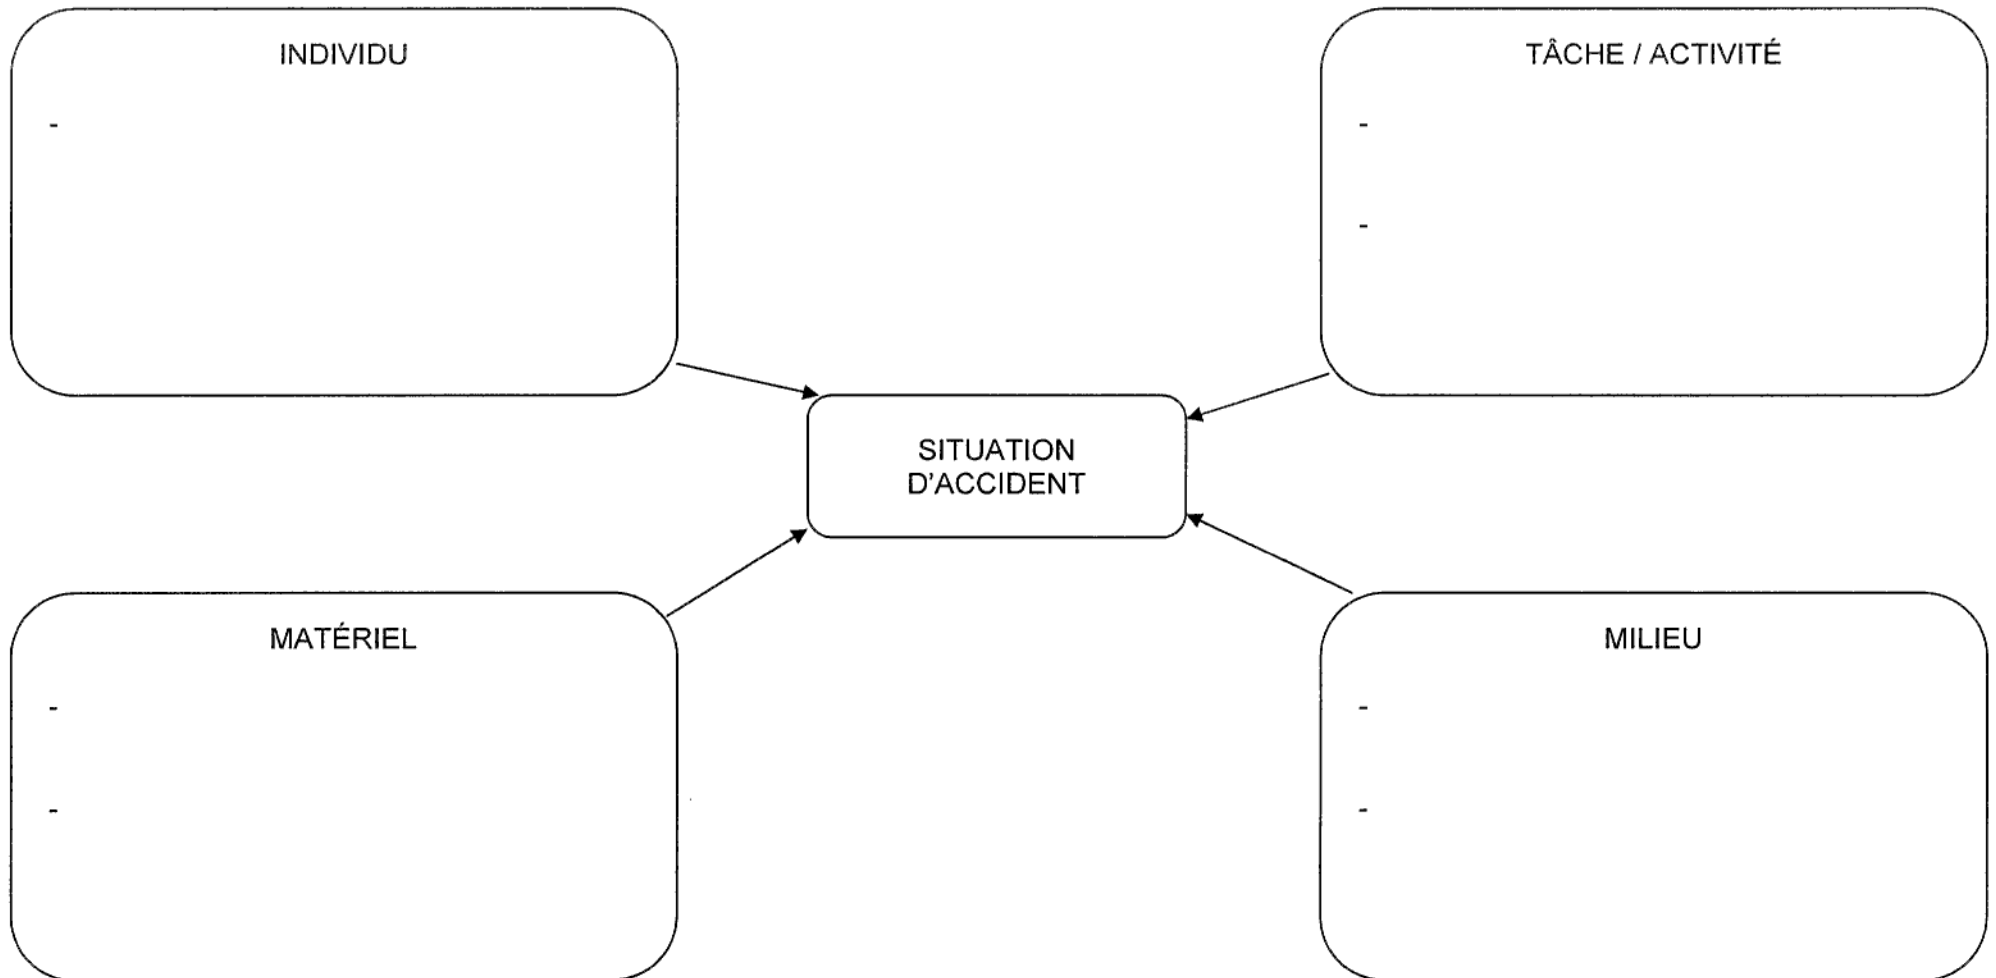 INDIVIDU
-
TÂCHE / ACTIVITÉ
-
-
SITUATION
D'ACCIDENT
MATÉRIEL
-
-
MILIEU
-
-